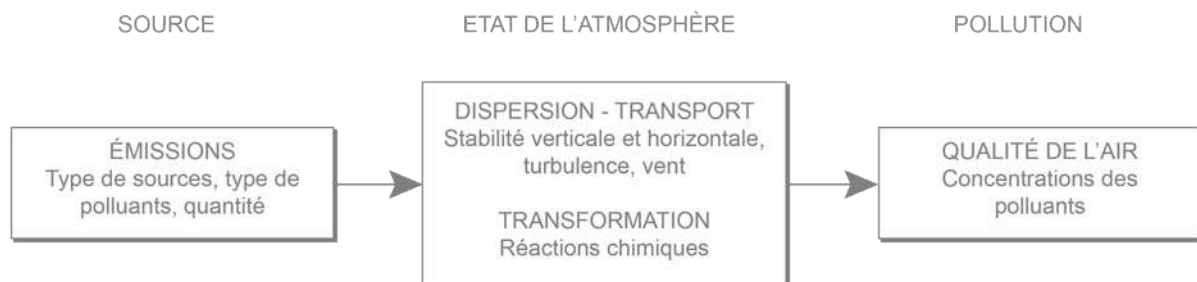 SOURCE
ETAT DE L'ATMOSPHÈRE
POLLUTION
ÉMISSIONS
Type de sources, type de
polluants, quantité
DISPERSION - TRANSPORT
Stabilité verticale et horizontale,
turbulence, vent
TRANSFORMATION
Réactions chimiques
QUALITÉ DE L'AIR
Concentrations des
polluants